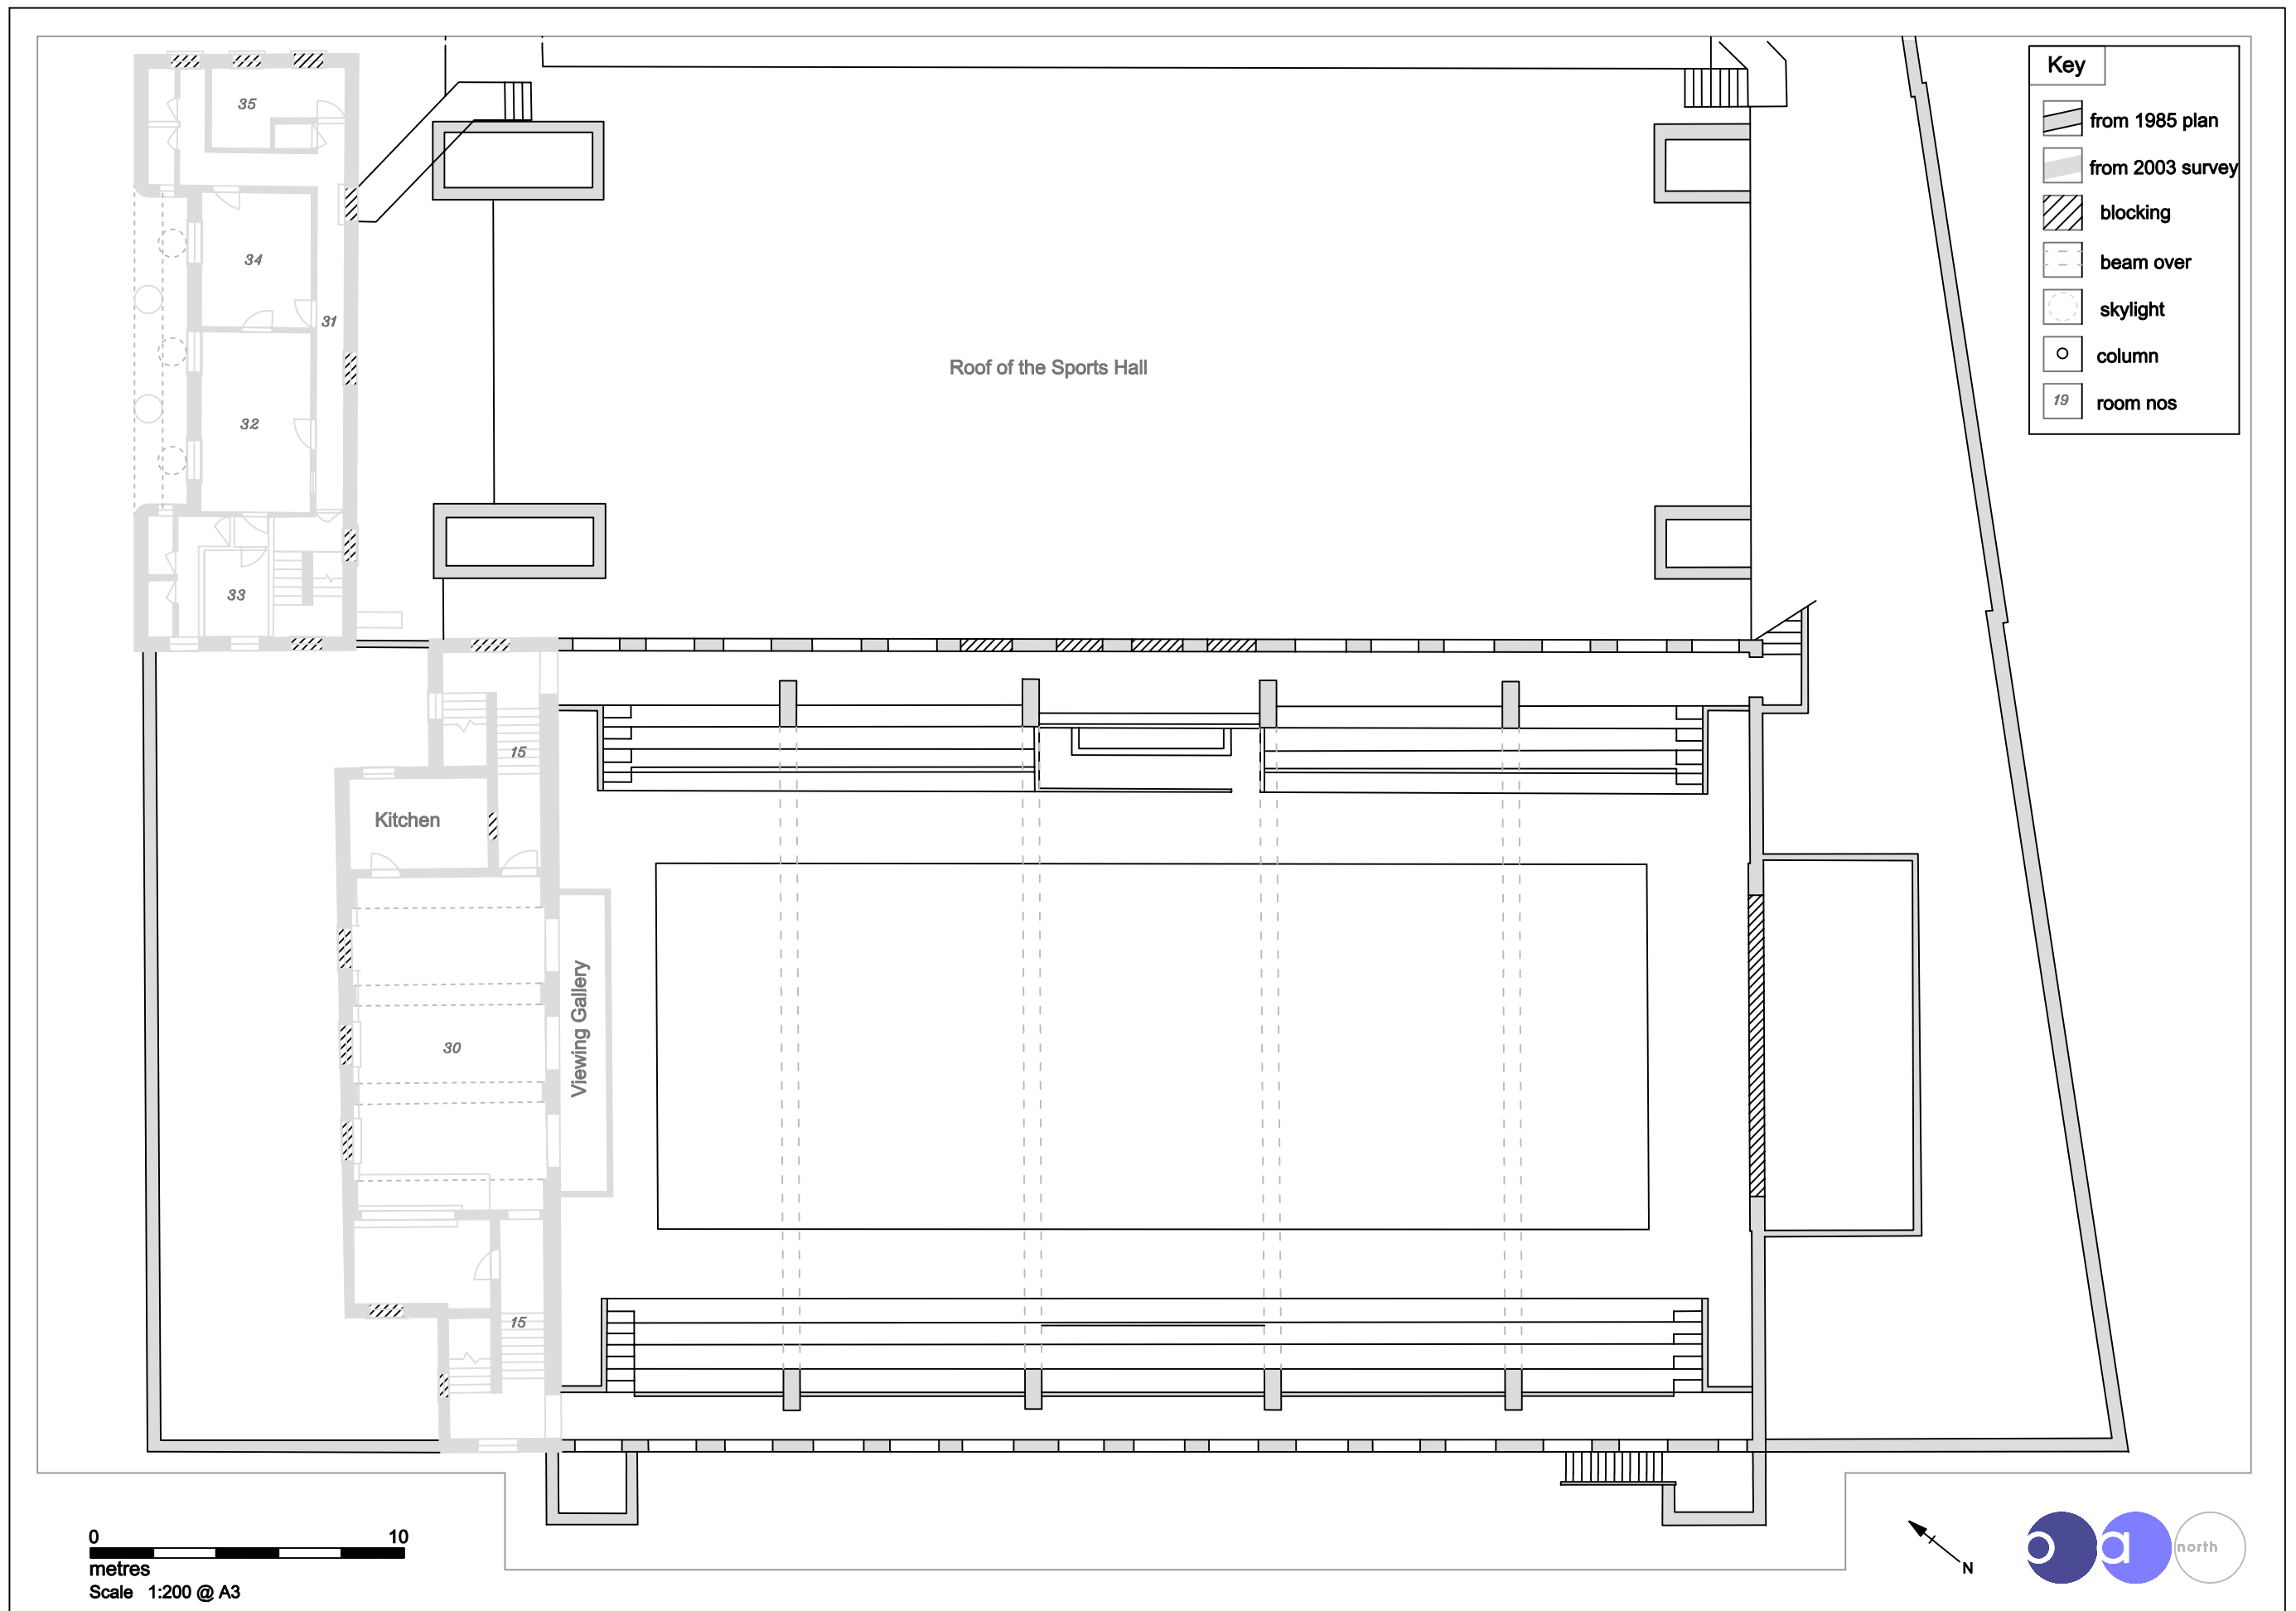 Key
from 1985 plan
from 2003 survey
blocking
beam over
skylight
column
19 room nos
35
34
31
Roof of the Sports Hall
32
33
15
Kitchen
Viewing Gallery
30
15
0 10
metres
Scale 1:200 @ A3
N
oa north